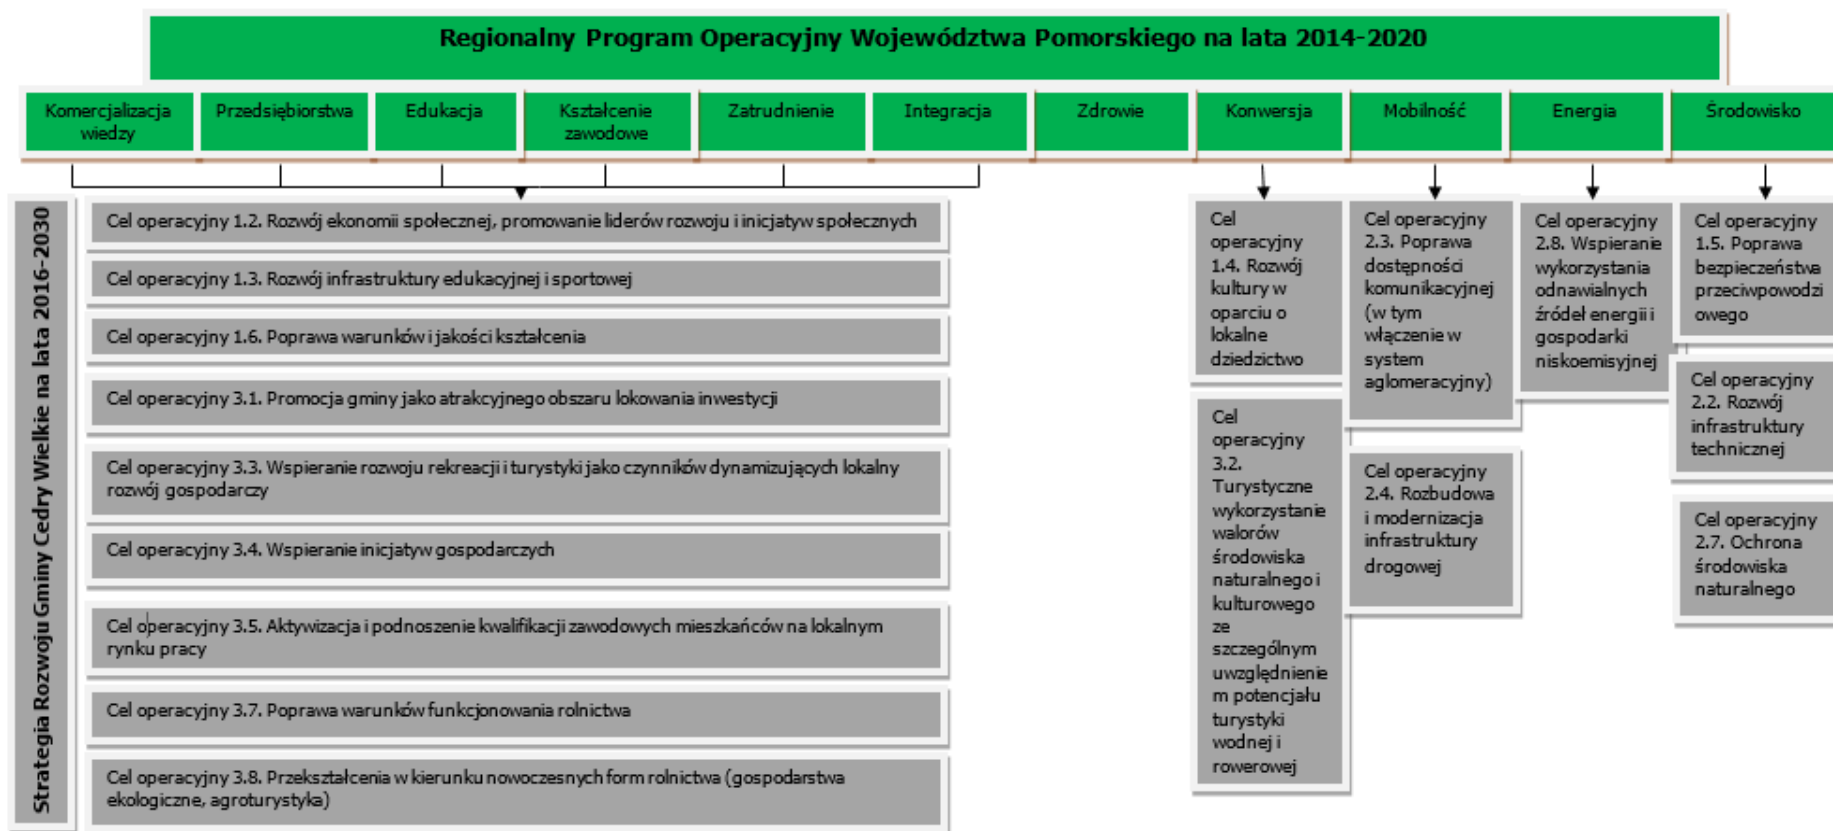 Regionalny Program Operacyjny Województwa Pomorskiego na lata 2014-2020
Komercjalizacja
wiedzy
Przedsiębiorstwa
Edukacja
Kształcenie
zawodowe
Zatrudnienie
Integracja
Zdrowie
Konwersja
Mobilność
Energia
Środowisko
Strategia Rozwoju Gminy Cedry Wielkie na lata 2016-2030
Cel operacyjny 1.2. Rozwój ekonomii społecznej, promowanie liderów rozwoju i inicjatyw społecznych
Cel operacyjny 1.3. Rozwój infrastruktury edukacyjnej i sportowej
Cel operacyjny 1.6. Poprawa warunków i jakości kształcenia
Cel operacyjny 3.1. Promocja gminy jako atrakcyjnego obszaru lokowania inwestycji
Cel operacyjny 3.3. Wspieranie rozwoju rekreacji i turystyki jako czynników dynamizujących lokalny
rozwój gospodarczy
Cel operacyjny 3.4. Wspieranie inicjatyw gospodarczych
Cel operacyjny 3.5. Aktywizacja i podnoszenie kwalifikacji zawodowych mieszkańców na lokalnym
rynku pracy
Cel operacyjny 3.7. Poprawa warunków funkcjonowania rolnictwa
Cel operacyjny 3.8. Przekształcenia w kierunku nowoczesnych form rolnictwa (gospodarstwa
ekologiczne, agroturystyka)
Cel
operacyjny
1.4. Rozwój
kultury w
oparciu o
lokalne
dziedzictwo
Cel
operacyjny
3.2.
Turystyczne
wykorzystanie
walorów
środowiska
naturalnego i
kulturowego
ze
szczególnym
uwzględnienie
m potencjału
turystyki
wodnej i
rowerowej
Cel operacyjny
2.3. Poprawa
dostępności
komunikacyjnej
(w tym
włączenie w
system
aglomeracyjny)
Cel operacyjny
2.4. Rozbudowa
i modernizacja
infrastruktury
drogowej
Cel operacyjny
2.8. Wspieranie
wykorzystania
odnawialnych
źródeł energii i
gospodarki
niskoemisyjnej
Cel operacyjny
1.5. Poprawa
bezpieczeństwa
przeciwpowodzi
owego
Cel operacyjny
2.2. Rozwój
infrastruktury
technicznej
Cel operacyjny
2.7. Ochrona
środowiska
naturalnego